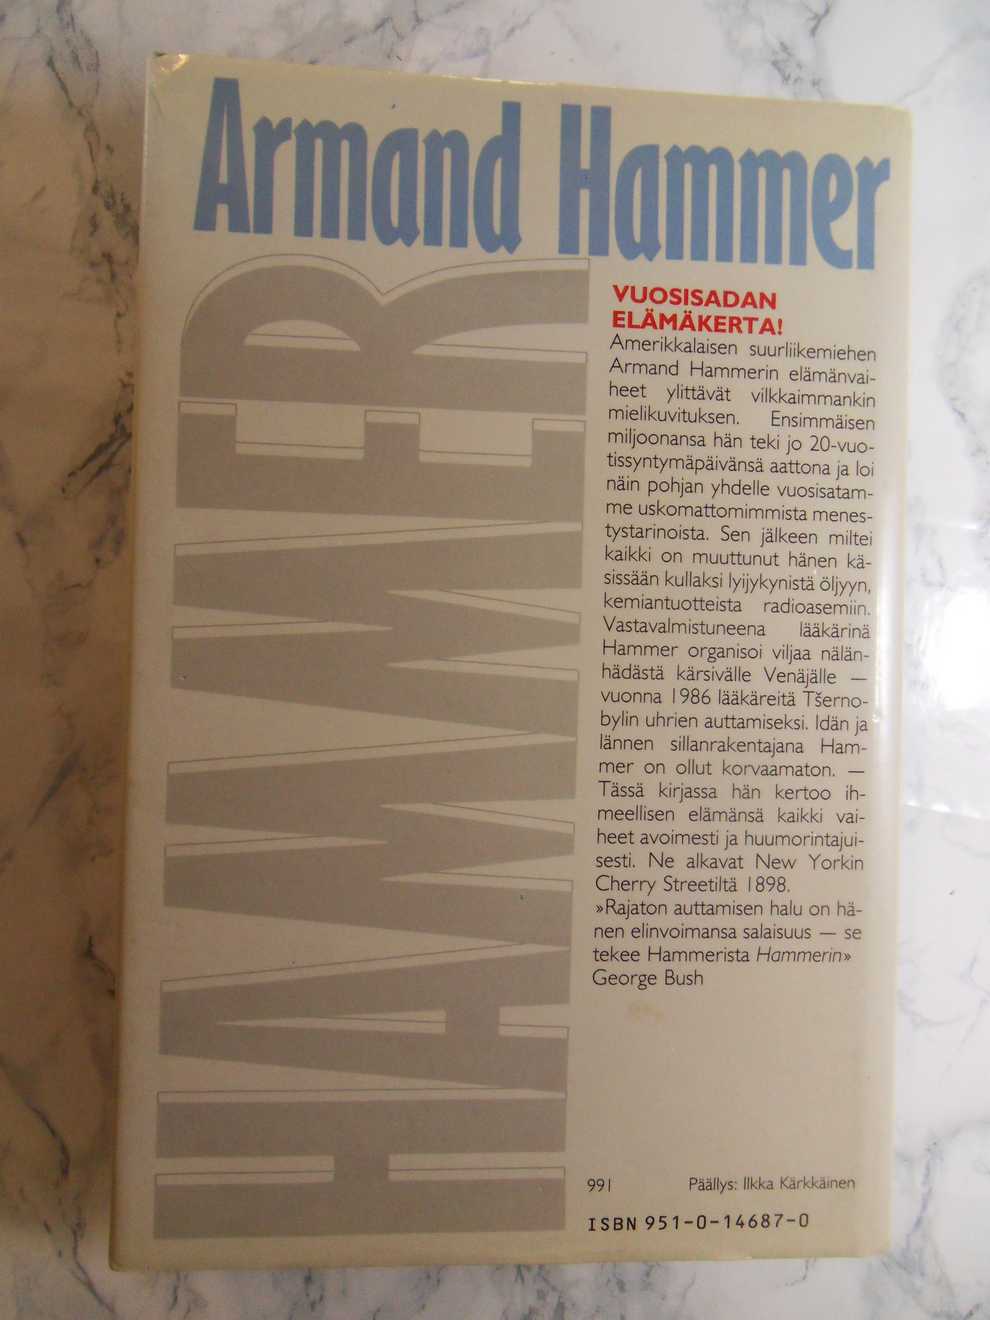 Armand Hammer
HAMMER
VUOSISADAN
ELÄMÄKERTA!
Amerikkalaisen suurliikemiehen
Armand Hammerin elämänvai-
heet ylittävät vilkkaimmankin
mielikuvituksen. Ensimmäisen
miljoonansa hän teki jo 20-vuo-
tissyntymäpäivänsä aattona ja loi
näin pohjan yhdelle vuosisatam-
me uskomattomimmista menes-
tystarinoista. Sen jälkeen miltei
kaikki on muuttunut hänen kä-
sissään kullaksi lyijykynistä öljyyn,
kemiantuotteista radioasemiin.
Vastavalmistuneena lääkärinä
Hammer organisoi viljaa nälän-
hädästä kärsivälle Venäjälle —
vuonna 1986 lääkäreitä Tšerno-
bylin uhrien auttamiseksi. Idän ja
lännen sillanrakentajana Ham-
mer on ollut korvaamaton. —
Tässä kirjassa hän kertoo ih-
meellisen elämänsä kaikki vai-
heet avoimesti ja huumorintajui-
sesti. Ne alkavat New Yorkin
Cherry Streetiltä 1898.
»Rajaton auttamisen halu on hä-
nen elinvoimansa salaisuus — se
tekee Hammerista Hammerin»
George Bush
991 Päällys: Ilkka Kärkkäinen
ISBN 951-0-14687-0